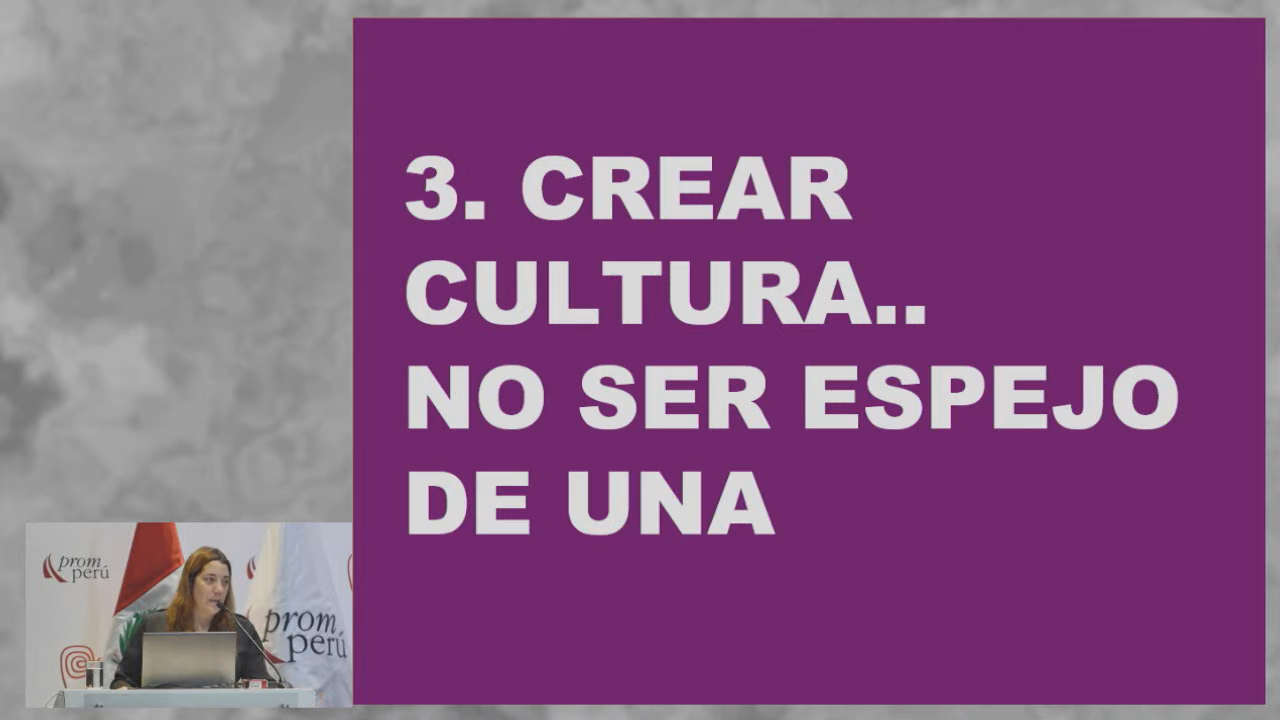 3. CREAR
CULTURA..
NO SER ESPEJO
DE UNA
prom
perú
prom
perú